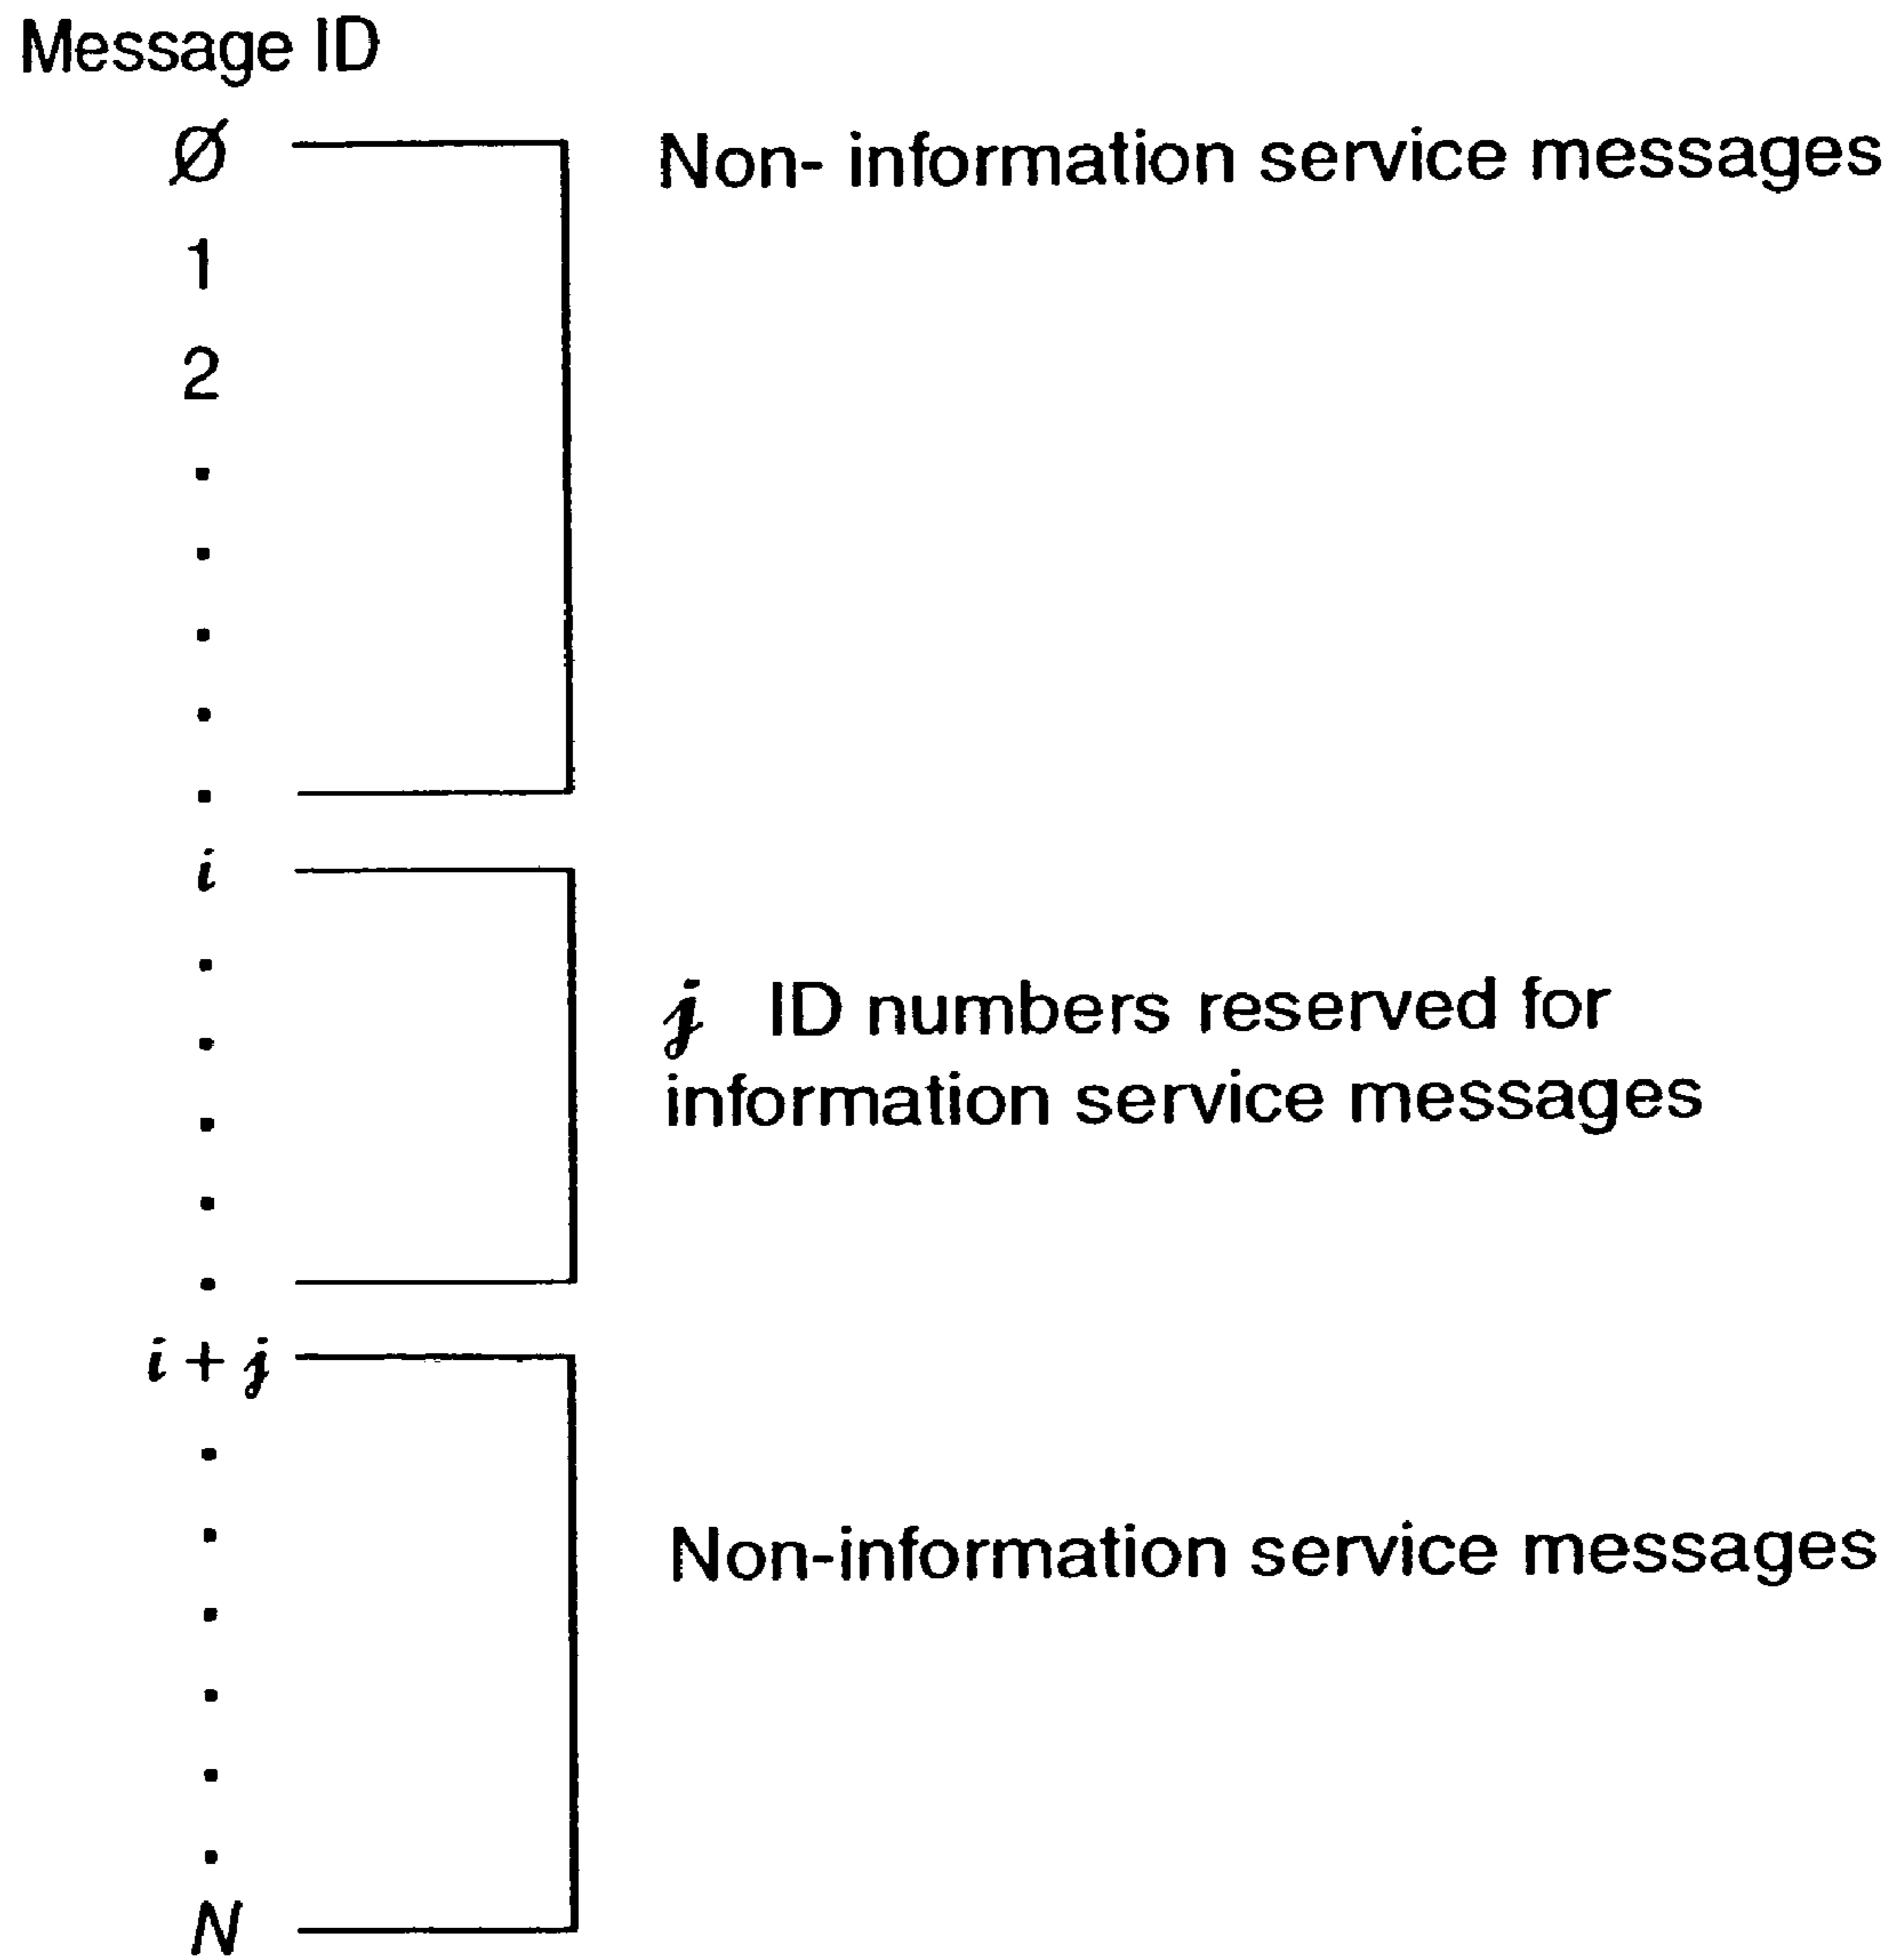 Message ID
Ø
Non- information service messages
1
2
.
.
.
.
.
i
.
.
j ID numbers reserved for
information service messages
.
.
.
i + j
.
.
Non-information service messages
.
.
.
.
N